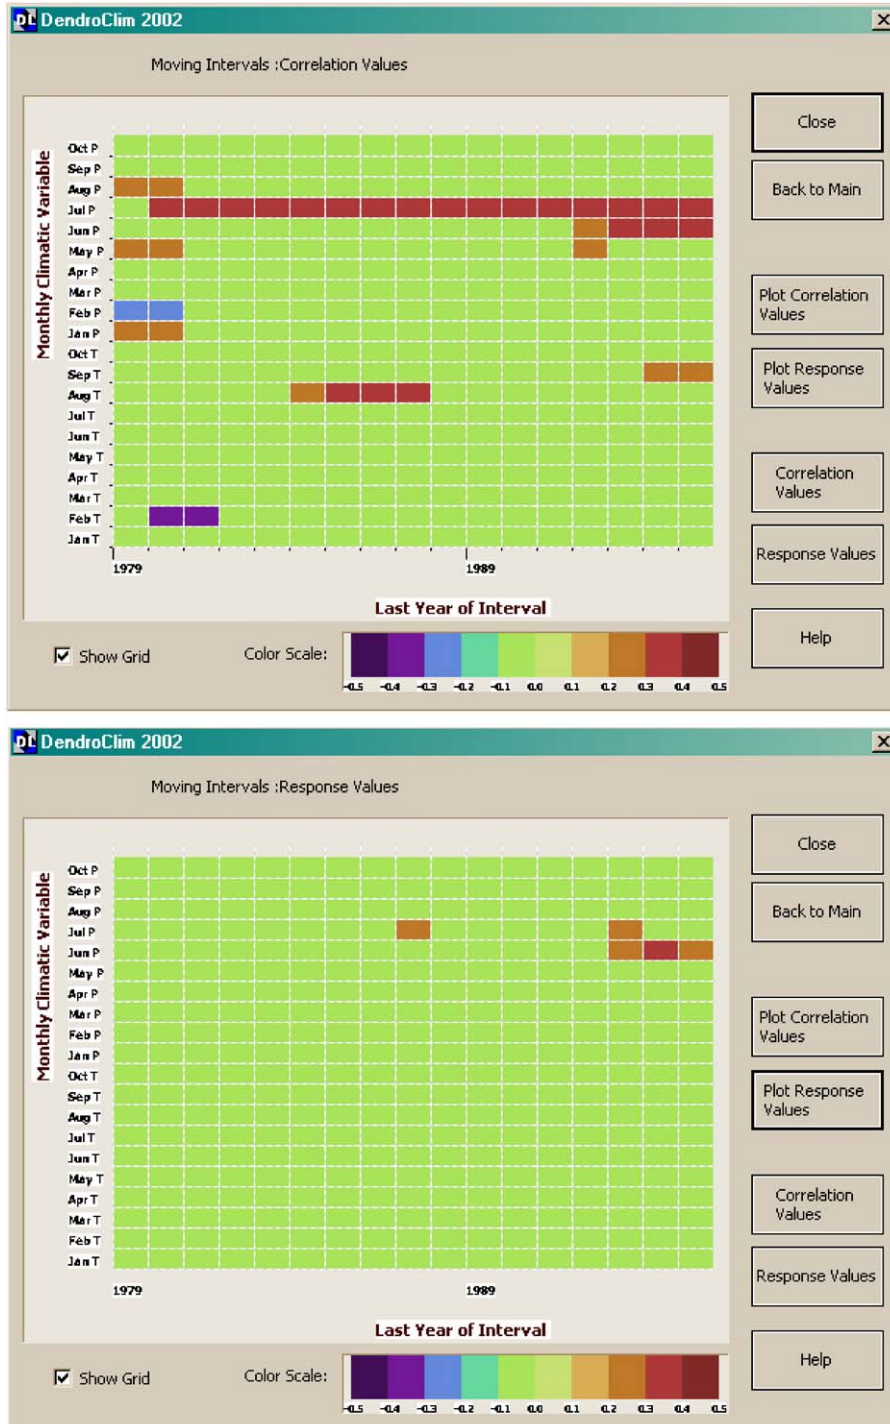 DendroClim 2002
Moving Intervals :Correlation Values
Monthly Climatic Variable
Oct P
Sep P
Aug P
Jul P
Jun P
May P
Apr P
Mar P
Feb P
Jan P
Oct T
Sep T
Aug T
Jul T
Jun T
May T
Apr T
Mar T
Feb T
Jan T
1979 1989
Last Year of Interval
Show Grid
Color Scale:
-0.5 -0.4 -0.3 -0.2 -0.1 0.0 0.1 0.2 0.3 0.4 0.5
Close
Back to Main
Plot Correlation
Values
Plot Response
Values
Correlation
Values
Response Values
Help
DendroClim 2002
Moving Intervals :Response Values
Monthly Climatic Variable
Oct P
Sep P
Aug P
Jul P
Jun P
May P
Apr P
Mar P
Feb P
Jan P
Oct T
Sep T
Aug T
Jul T
Jun T
May T
Apr T
Mar T
Feb T
Jan T
1979 1989
Last Year of Interval
Show Grid
Color Scale:
-0.5 -0.4 -0.3 -0.2 -0.1 0.0 0.1 0.2 0.3 0.4 0.5
Close
Back to Main
Plot Correlation
Values
Plot Response
Values
Correlation
Values
Response Values
Help